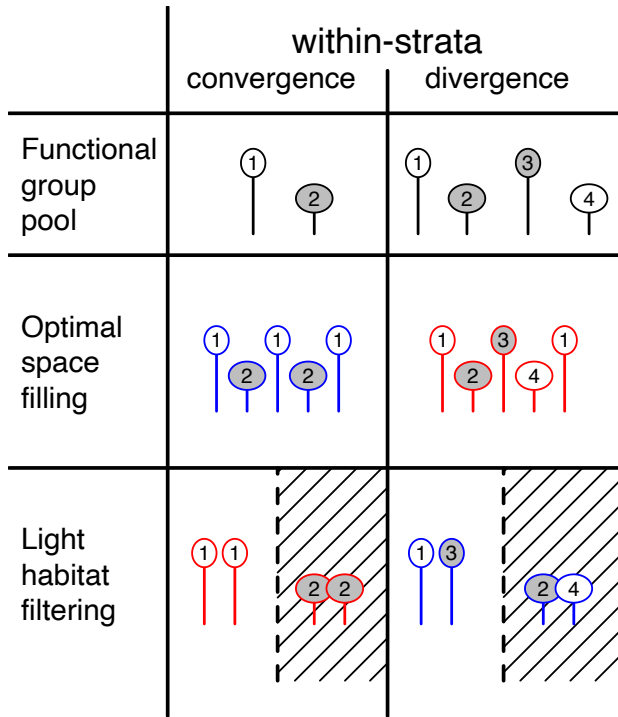 within-strata
convergence divergence
Functional
group
pool
1 2 1 2 3 4
Optimal
space
filling
1 2 1 2 1 1 2 3 4 1
Light
habitat
filtering
1 1 2 2 1 3 2 4